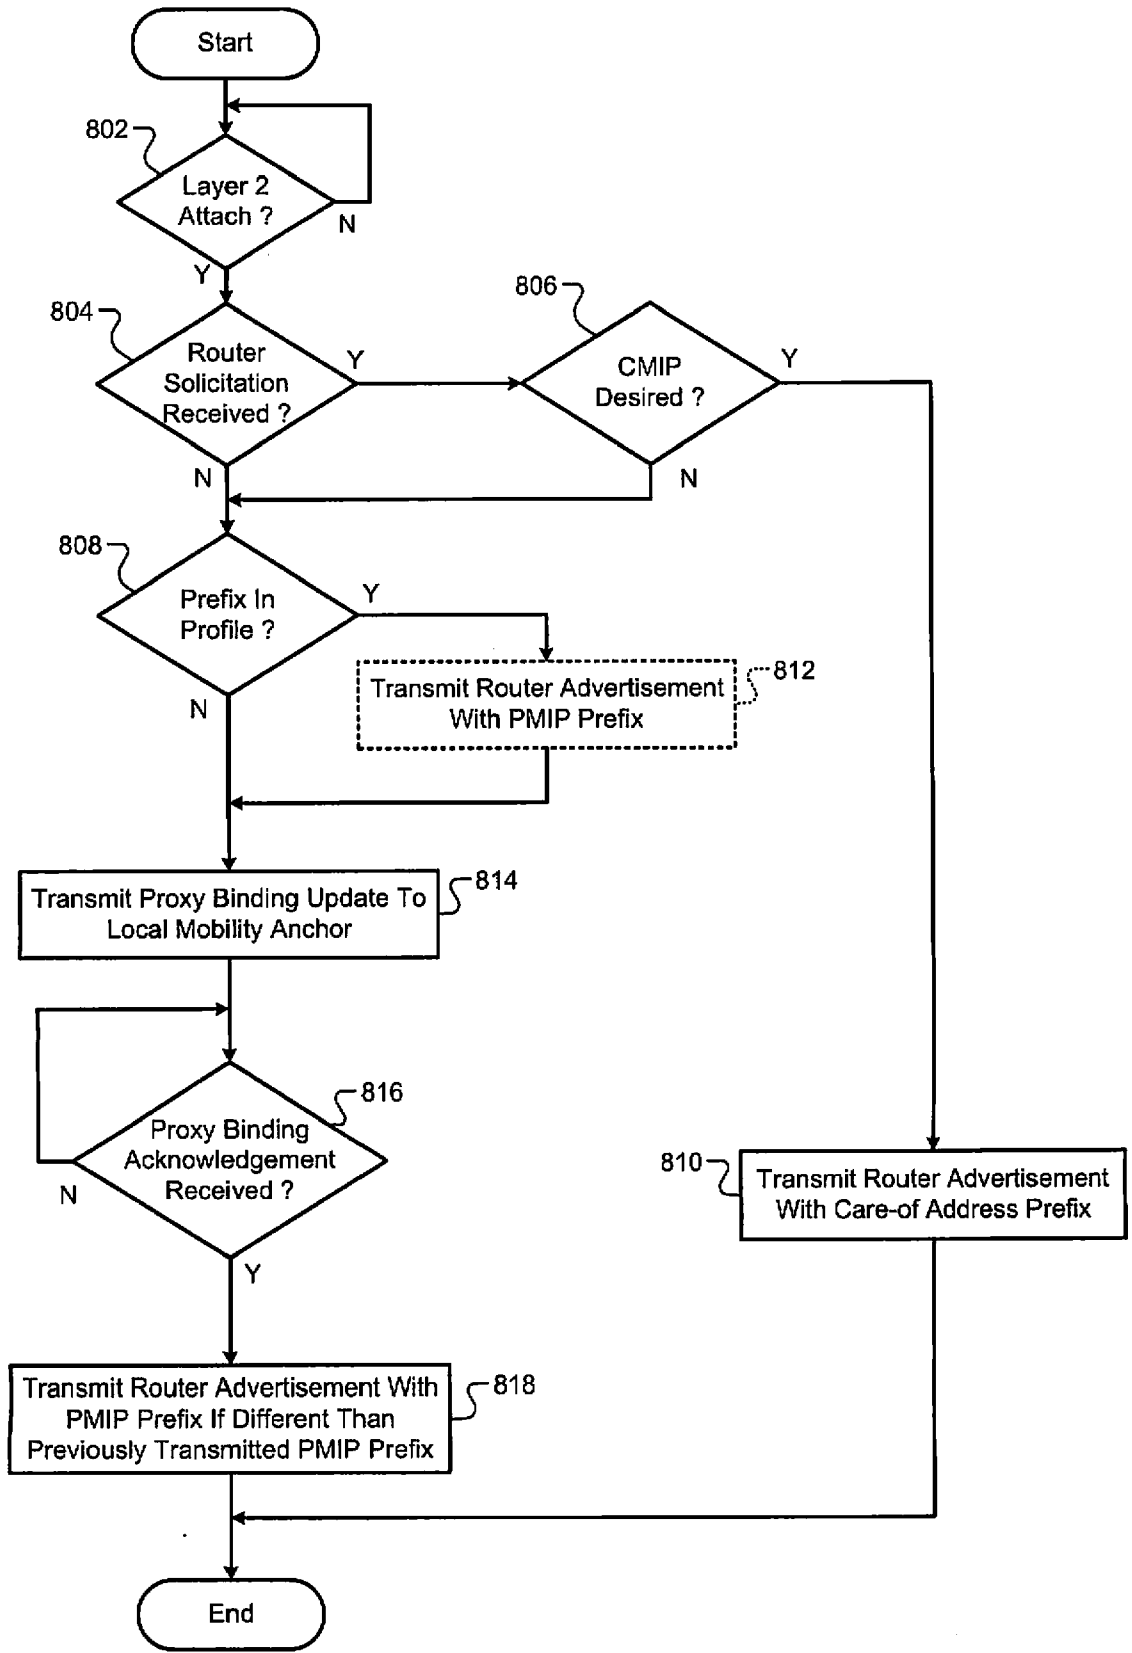 Start
802
Layer 2
Attach ?
N
Y
804
Router
Solicitation
Received ?
Y
N
806
CMIP
Desired ?
Y
N
808
Prefix In
Profile ?
Y
N
812
Transmit Router Advertisement
With PMIP Prefix
814
Transmit Proxy Binding Update To
Local Mobility Anchor
816
Proxy Binding
Acknowledgement
Received ?
N
Y
810
Transmit Router Advertisement
With Care-of Address Prefix
818
Transmit Router Advertisement With
PMIP Prefix If Different Than
Previously Transmitted PMIP Prefix
End